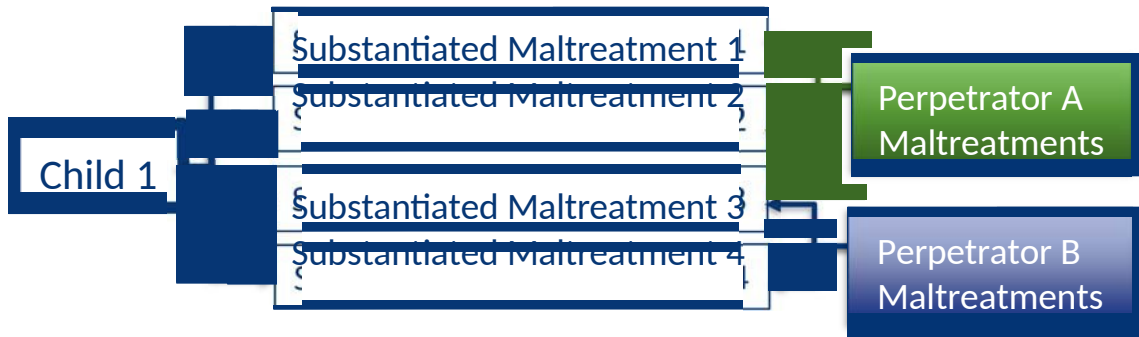 Substantiated Maltreatment 1
Substantiated Maltreatment 2
Perpetrator A
Maltreatments
Child 1
Substantiated Maltreatment 3
Substantiated Maltreatment 4
Perpetrator B
Maltreatments